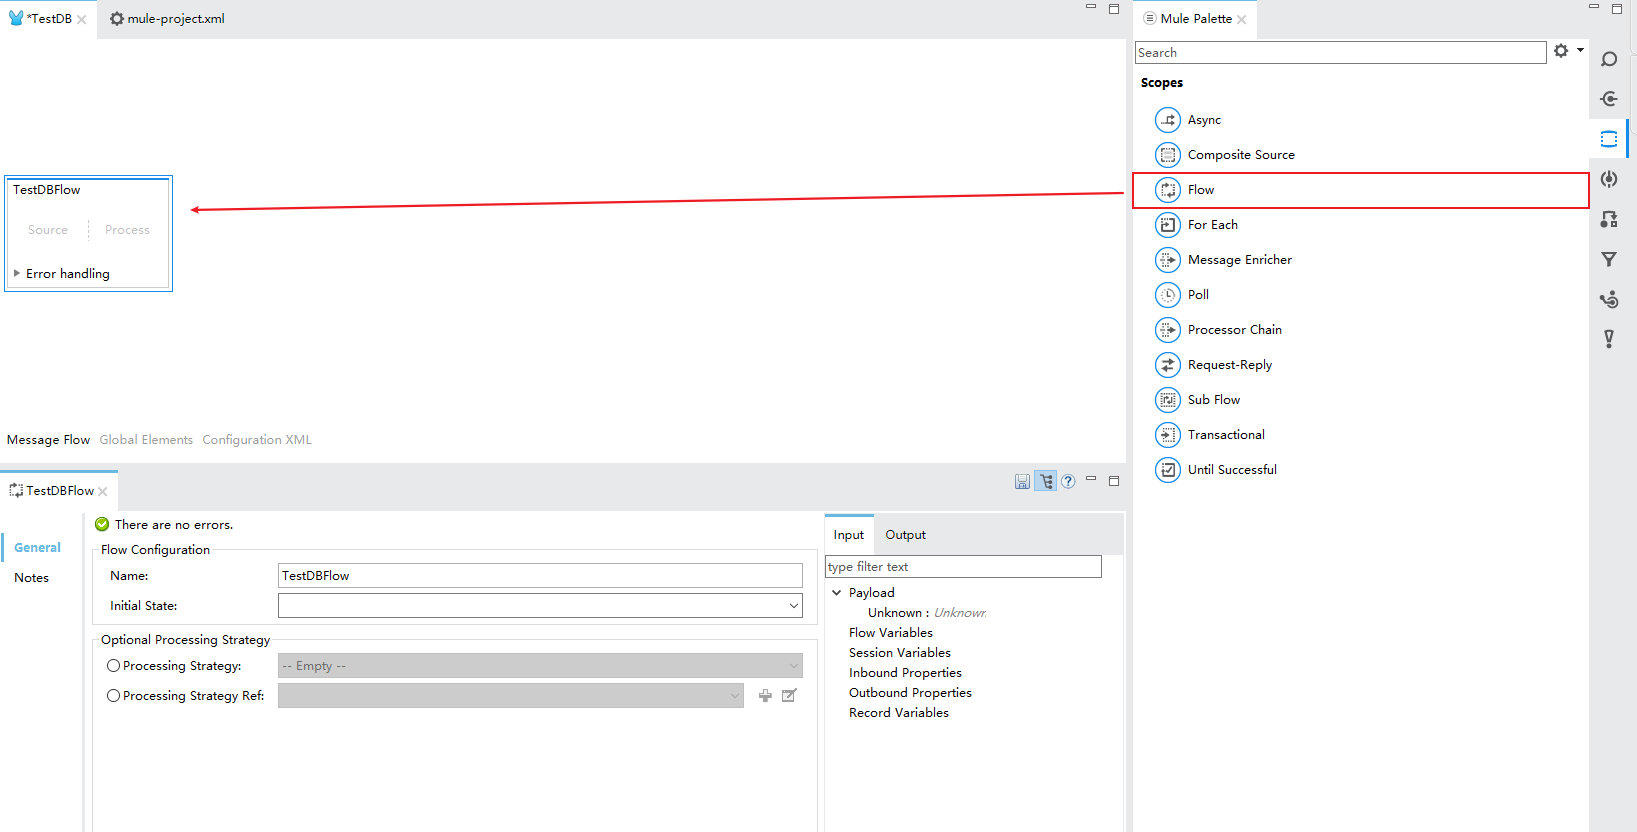 *TestDB
mule-project.xml
TestDBFlow
Source
Process
Error handling
Message Flow
Global Elements
Configuration XML
Mule Palette
Search
Scopes
Async
Composite Source
Flow
For Each
Message Enricher
Poll
Processor Chain
Request-Reply
Sub Flow
Transactional
Until Successful
TestDBFlow
General
Notes
There are no errors.
Flow Configuration
Name:
TestDBFlow
Initial State:
Optional Processing Strategy
Processing Strategy:
-- Empty --
Processing Strategy Ref:
Input
Output
type filter text
Payload
Unknown : Unknown
Flow Variables
Session Variables
Inbound Properties
Outbound Properties
Record Variables